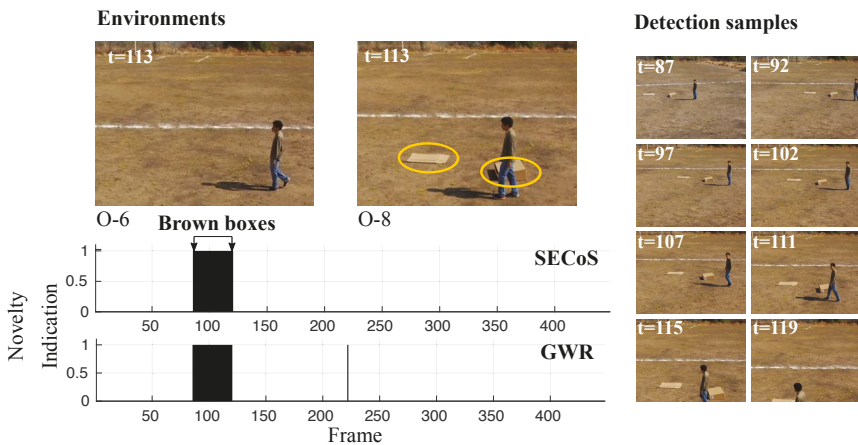 Environments
t=113
t=113
O-6
O-8
Brown boxes
Novelty
Indication
1
0.5
0
SECoS
50 100 150 200 250 300 350 400
1
0.5
0
GWR
50 100 150 200 250 300 350 400
Frame
Detection samples
t=87
t=92
t=97
t=102
t=107
t=111
t=115
t=119